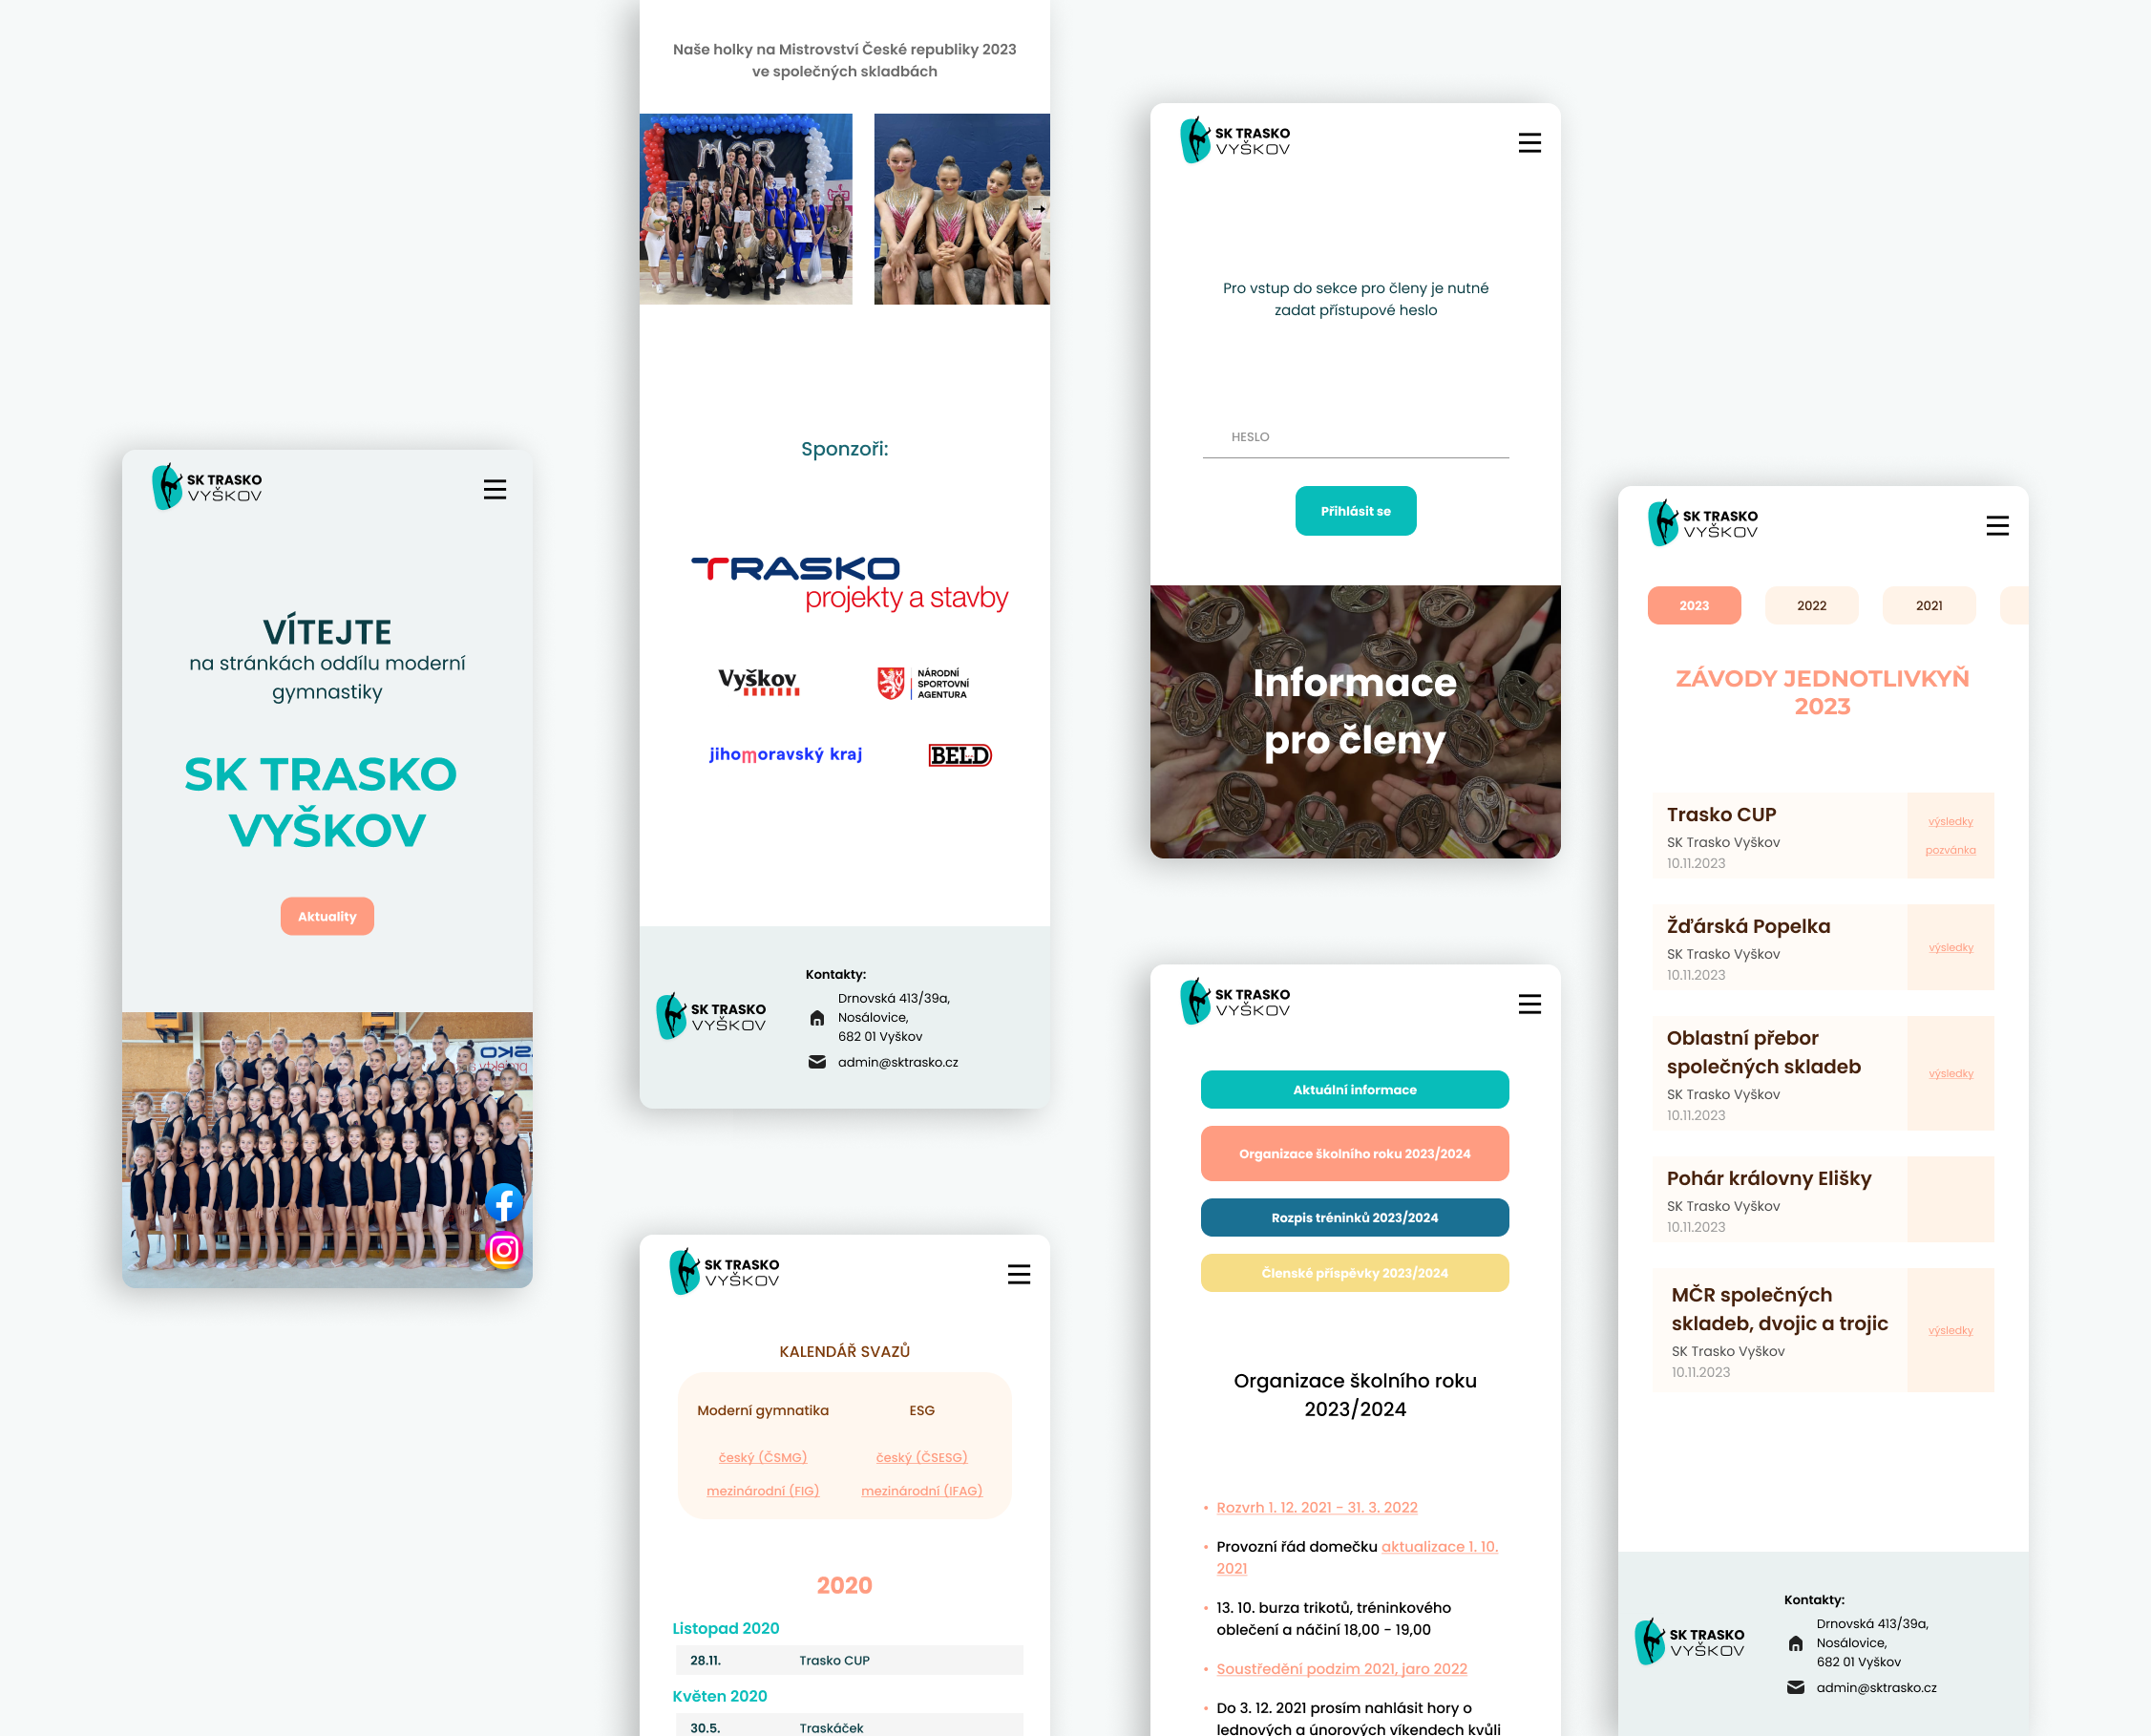 SK TRASKO
VYŠKOV
VÍTEJTE
na stránkách oddílu moderní
gymnastiky
SK TRASKO
VYŠKOV
Aktuality
Naše holky na Mistrovství České republiky 2023
ve společných skladbách
MČR
Sponzoři:
TRASKO
projekty a stavby
Vyškov
NÁRODNÍ
SPORTOVNÍ
AGENTURA
jihomoravský kraj
BELD
SK TRASKO
VYŠKOV
Kontakty:
Drnovská 413/39a,
Nosálovice,
682 01 Vyškov
admin@sktrasko.cz
SK TRASKO
VYŠKOV
KALENDÁŘ SVAZŮ
Moderní gymnatika
ESG
český (ČSMG)
český (ČSESG)
mezinárodní (FIG)
mezinárodní (IFAG)
2020
Listopad 2020
28.11. Trasko CUP
Květen 2020
30.5. Traskáček
SK TRASKO
VYŠKOV
Pro vstup do sekce pro členy je nutné
zadat přístupové heslo
HESLO
Přihlásit se
Informace
pro členy
SK TRASKO
VYŠKOV
Aktuální informace
Organizace školního roku 2023/2024
Rozpis tréninků 2023/2024
Členské příspěvky 2023/2024
Organizace školního roku
2023/2024
• Rozvrh 1. 12. 2021 - 31. 3. 2022
• Provozní řád domečku aktualizace 1. 10.
2021
• 13. 10. burza trikotů, tréninkového
oblečení a náčiní 18,00 - 19,00
• Soustředění podzim 2021, jaro 2022
• Do 3. 12. 2021 prosím nahlásit hory o
lednových a únorových víkendech kvůli
SK TRASKO
VYŠKOV
2023
2022
2021
ZÁVODY JEDNOTLIVKYŇ
2023
Trasko CUP
SK Trasko Vyškov
10.11.2023
výsledky
pozvánka
Žďárská Popelka
SK Trasko Vyškov
10.11.2023
výsledky
Oblastní přebor
společných skladeb
SK Trasko Vyškov
10.11.2023
výsledky
Pohár královny Elišky
SK Trasko Vyškov
10.11.2023
MČR společných
skladeb, dvojic a trojic
SK Trasko Vyškov
10.11.2023
výsledky
SK TRASKO
VYŠKOV
Kontakty:
Drnovská 413/39a,
Nosálovice,
682 01 Vyškov
admin@sktrasko.cz